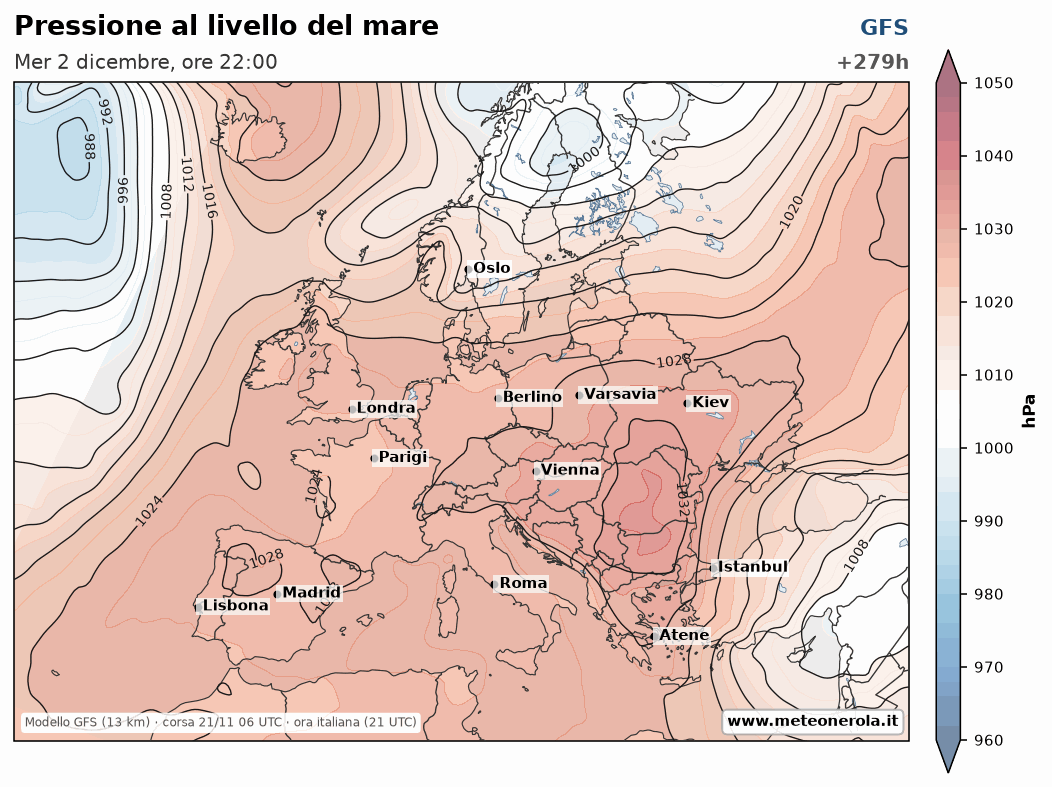 Pressione al livello del mare
GFS
Mer 2 dicembre, ore 22:00
+279h
1050
1040
1030
1020
1010
1000
990
980
970
960
hPa
992
988
996
1008
1012
1016
1000
1020
Oslo
1028
Berlino
Varsavia
Kiev
Londra
Parigi
Vienna
1024
1032
1024
1028
Madrid
Lisbona
Roma
Istanbul
1008
Atene
Modello GFS (13 km) · corsa 21/11 06 UTC · ora italiana (21 UTC)
www.meteonerola.it